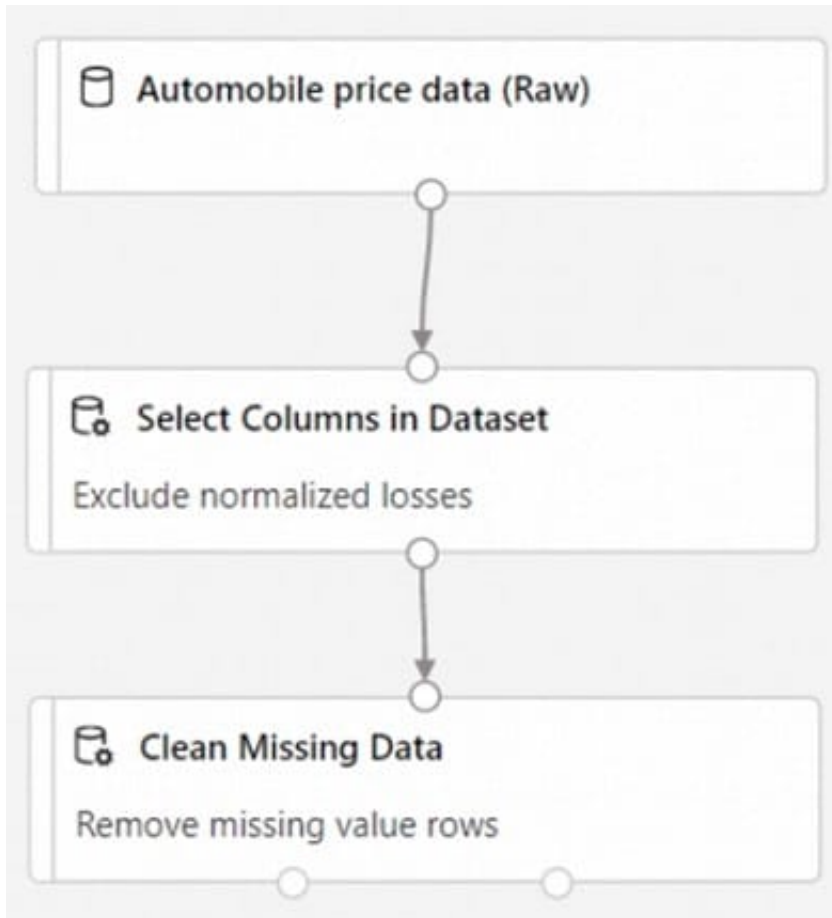 Automobile price data (Raw)
Select Columns in Dataset
Exclude normalized losses
Clean Missing Data
Remove missing value rows